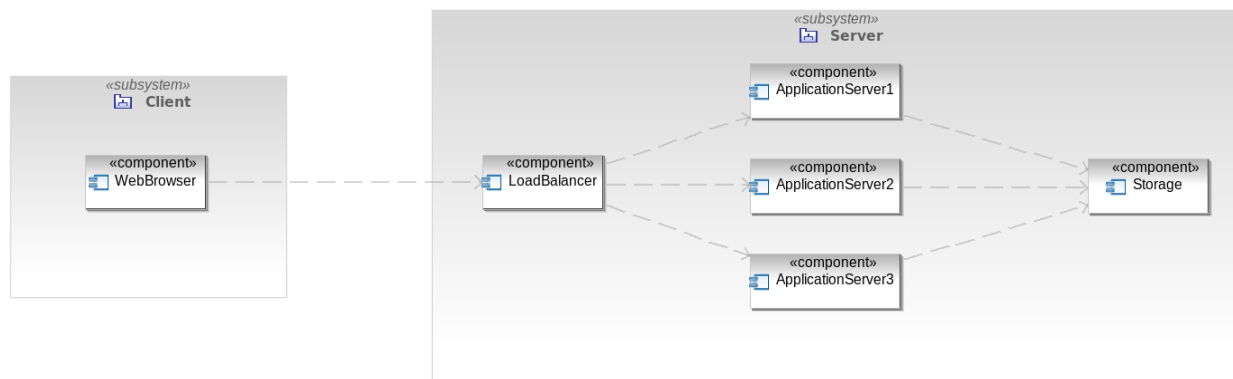 «subsystem»
Client
«component»
WebBrowser
«subsystem»
Server
«component»
LoadBalancer
«component»
ApplicationServer1
«component»
ApplicationServer2
«component»
ApplicationServer3
«component»
Storage